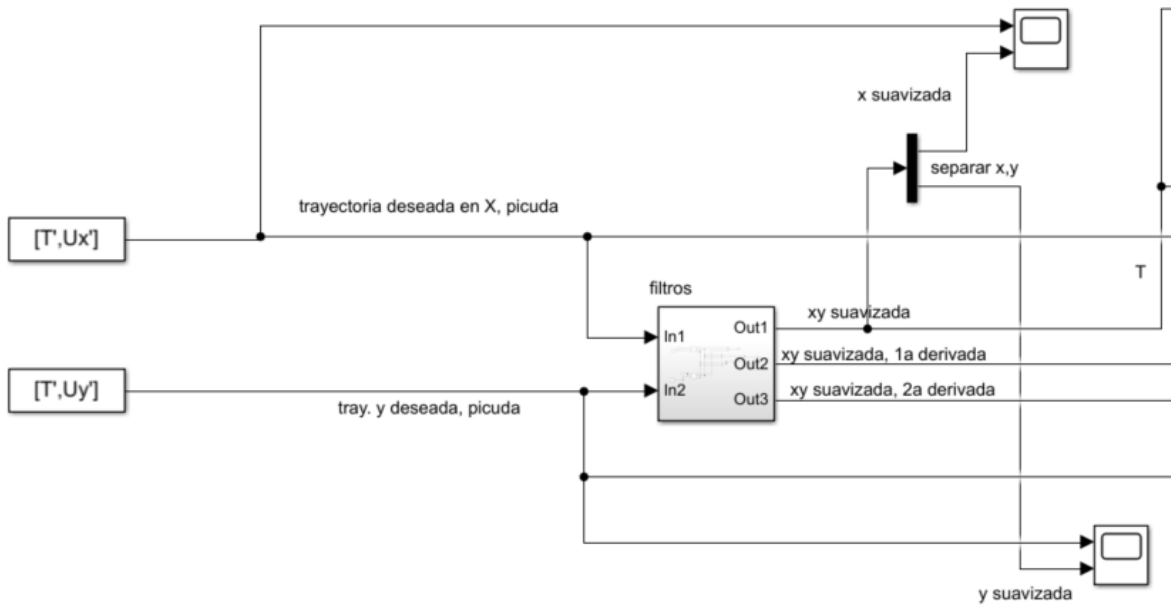 x suavizada
separar x,y
trayectoria deseada en X, picuda
[T',Ux']
T
filtros
xy suavizada
In1
Out1
xy suavizada, 1a derivada
Out2
[T',Uy']
In2
xy suavizada, 2a derivada
Out3
tray. y deseada, picuda
y suavizada